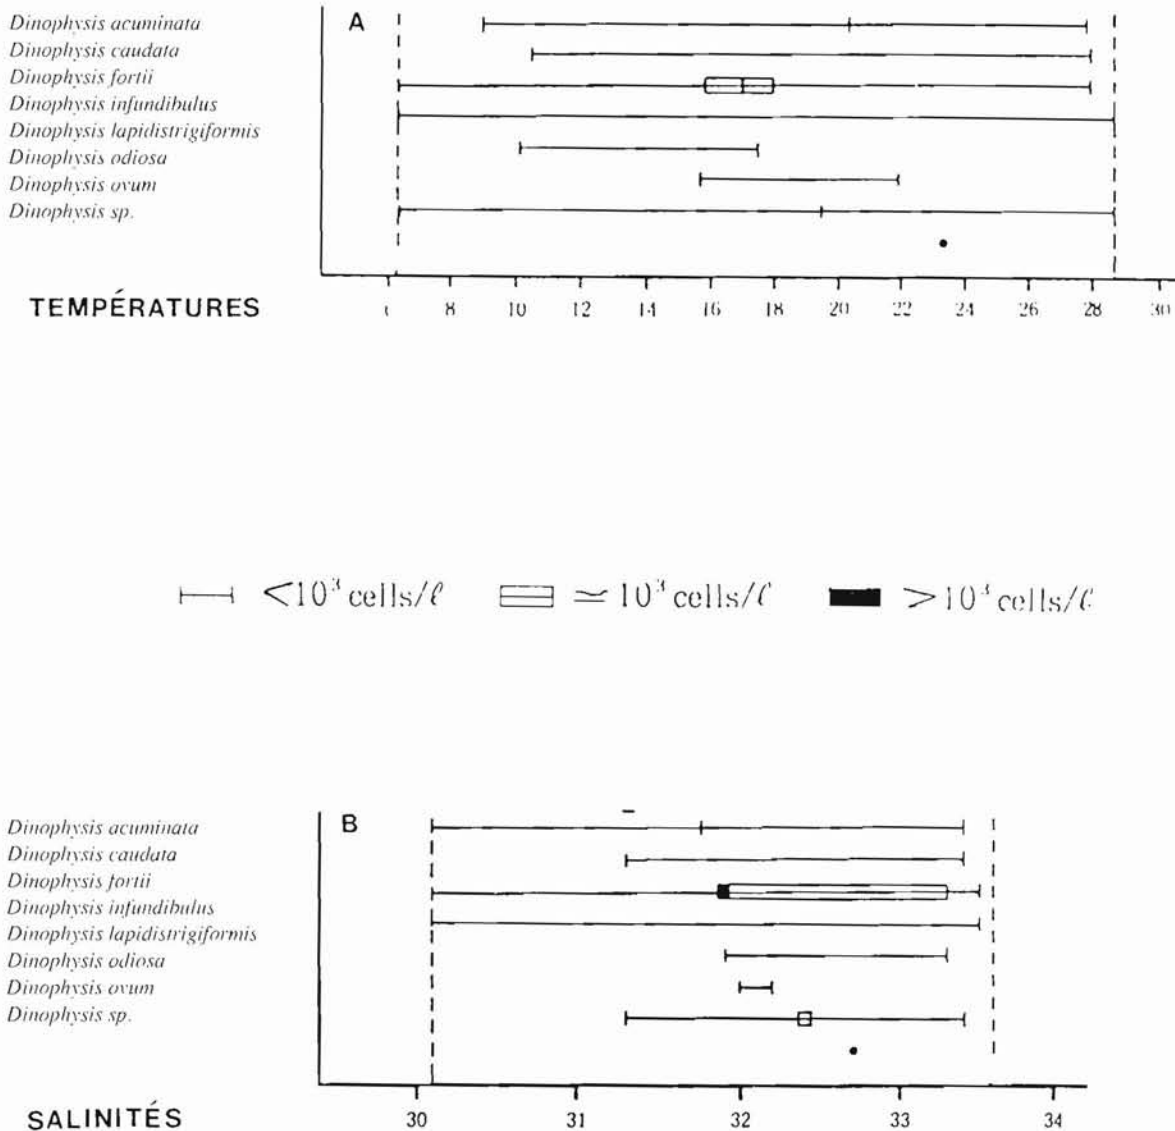 Dinophysis acuminata
A
Dinophysis caudata
Dinophysis fortii
Dinophysis infundibulus
Dinophysis lapidistrigiformis
Dinophysis odiosa
Dinophysis ovum
Dinophysis sp.
TEMPÉRATURES
8 10 12 14 16 18 20 22 24 26 28 30
<10³ cells/ℓ ≃10³ cells/ℓ >10³ cells/ℓ
Dinophysis acuminata
B
Dinophysis caudata
Dinophysis fortii
Dinophysis infundibulus
Dinophysis lapidistrigiformis
Dinophysis odiosa
Dinophysis ovum
Dinophysis sp.
SALINITÉS
30 31 32 33 34